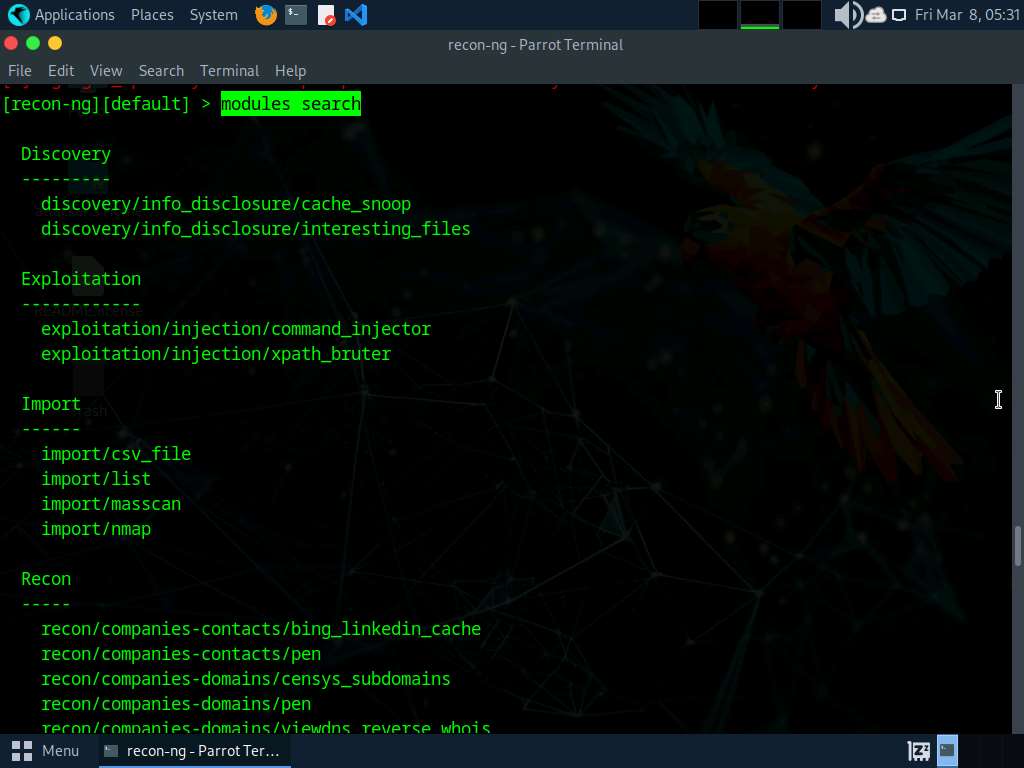 Applications Places System Fri Mar 8, 05:31
recon-ng - Parrot Terminal
File Edit View Search Terminal Help
[recon-ng][default] > modules search
Discovery
---------
discovery/info_disclosure/cache_snoop
discovery/info_disclosure/interesting_files
Exploitation
------------
exploitation/injection/command_injector
exploitation/injection/xpath_bruter
Import
------
import/csv_file
import/list
import/masscan
import/nmap
Recon
-----
recon/companies-contacts/bing_linkedin_cache
recon/companies-contacts/pen
recon/companies-domains/censys_subdomains
recon/companies-domains/pen
recon/companies-domains/viewdns_reverse_whois
Menu recon-ng - Parrot Ter...